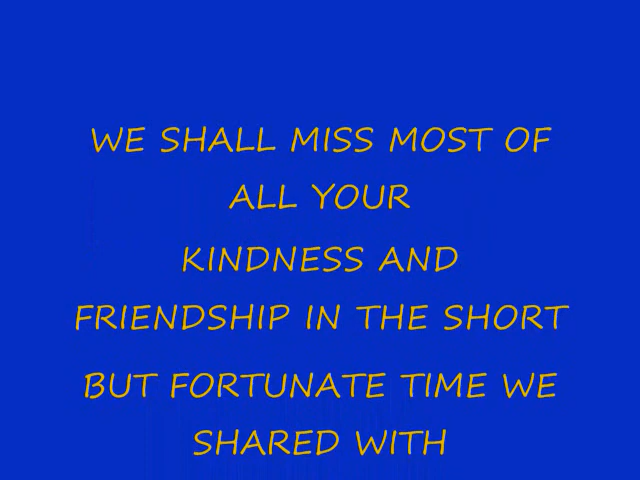 WE SHALL MISS MOST OF
ALL YOUR
KINDNESS AND
FRIENDSHIP IN THE SHORT
BUT FORTUNATE TIME WE
SHARED WITH